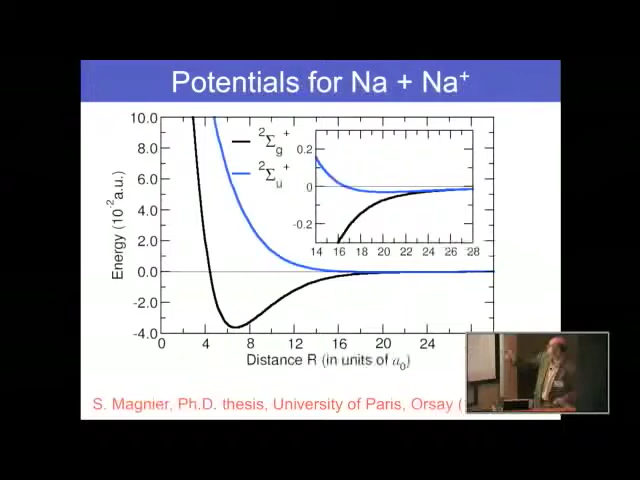 Potentials for Na + Na⁺
10.0
8.0
6.0
4.0
2.0
0.0
-2.0
-4.0
Energy (10⁻² a.u.)
²Σg⁺
²Σu⁺
0.2
0
-0.2
14 16 18 20 22 24 26 28
0 4 8 12 16 20 24
Distance R (in units of a₀)
S. Magnier, Ph.D. thesis, University of Paris, Orsay (